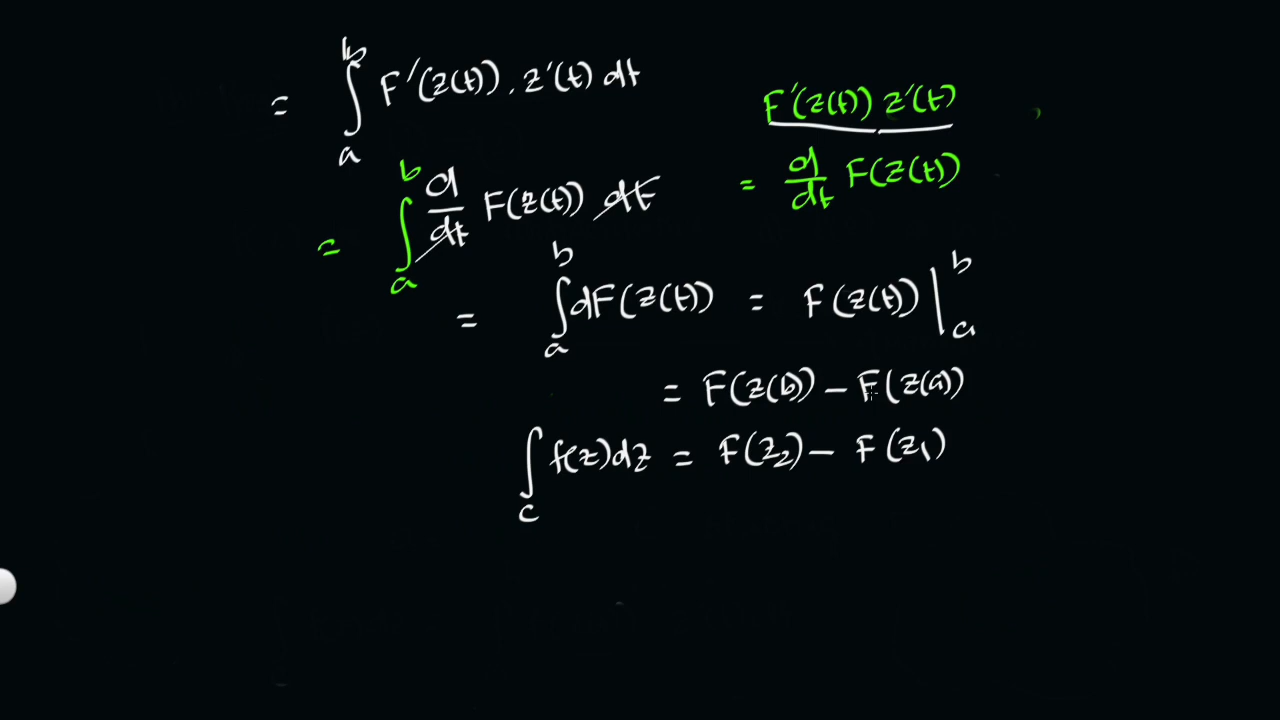 = ∫_a^b F'(z(t)) . z'(t) dt
F'(z(t)) z'(t)
= d/dt F(z(t))
= ∫_a^b d/dt F(z(t)) dt
= ∫_a^b dF(z(t)) = F(z(t)) |_a^b
= F(z(b)) - F(z(a))
∫_c f(z)dz = F(z₂) - F(z₁)